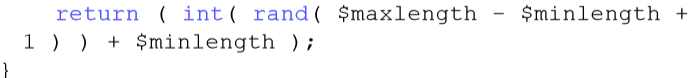 return ( int( rand( $maxlength - $minlength +
1 ) ) + $minlength );
}